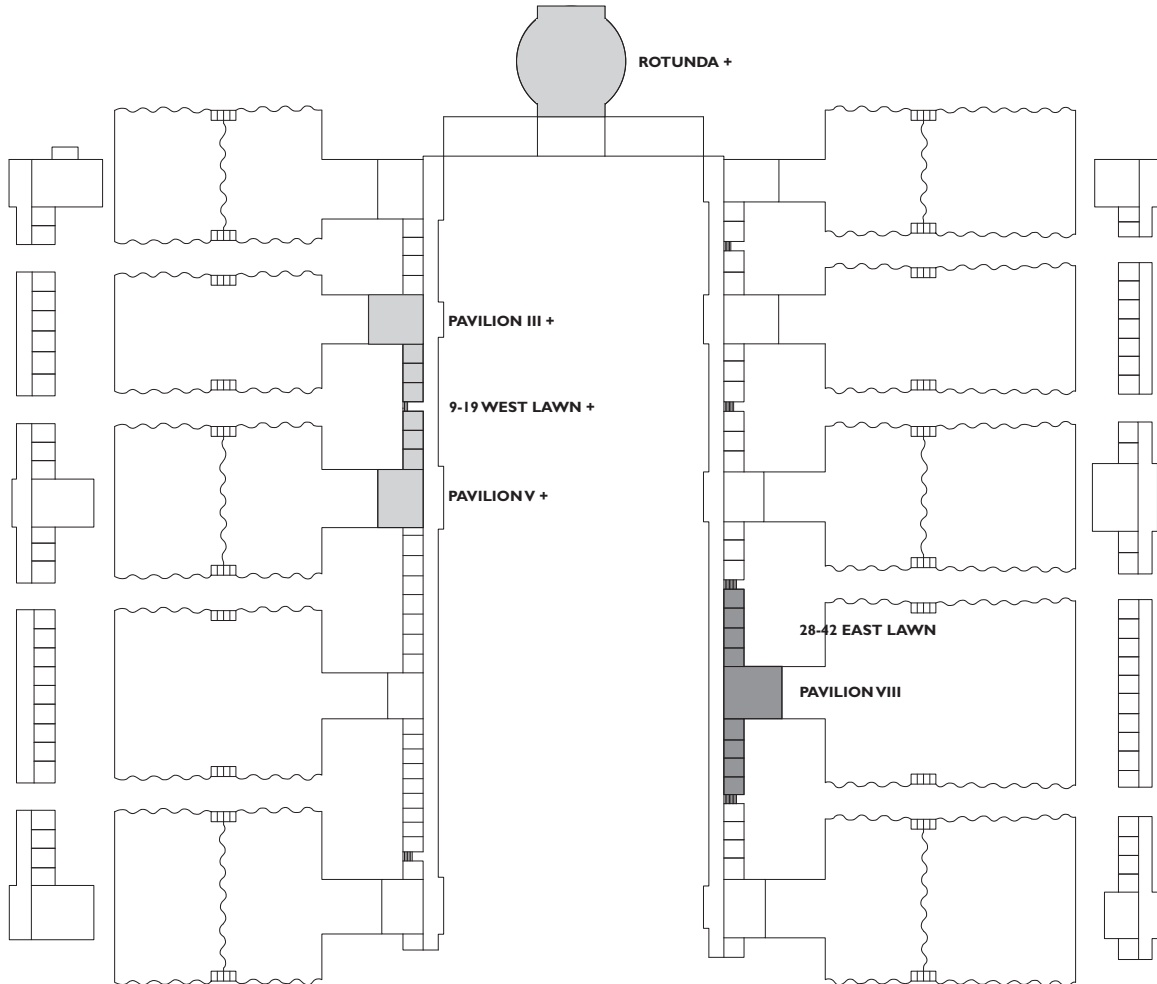 ROTUNDA +
PAVILION III +
9-19 WEST LAWN +
PAVILION V +
28-42 EAST LAWN
PAVILION VIII